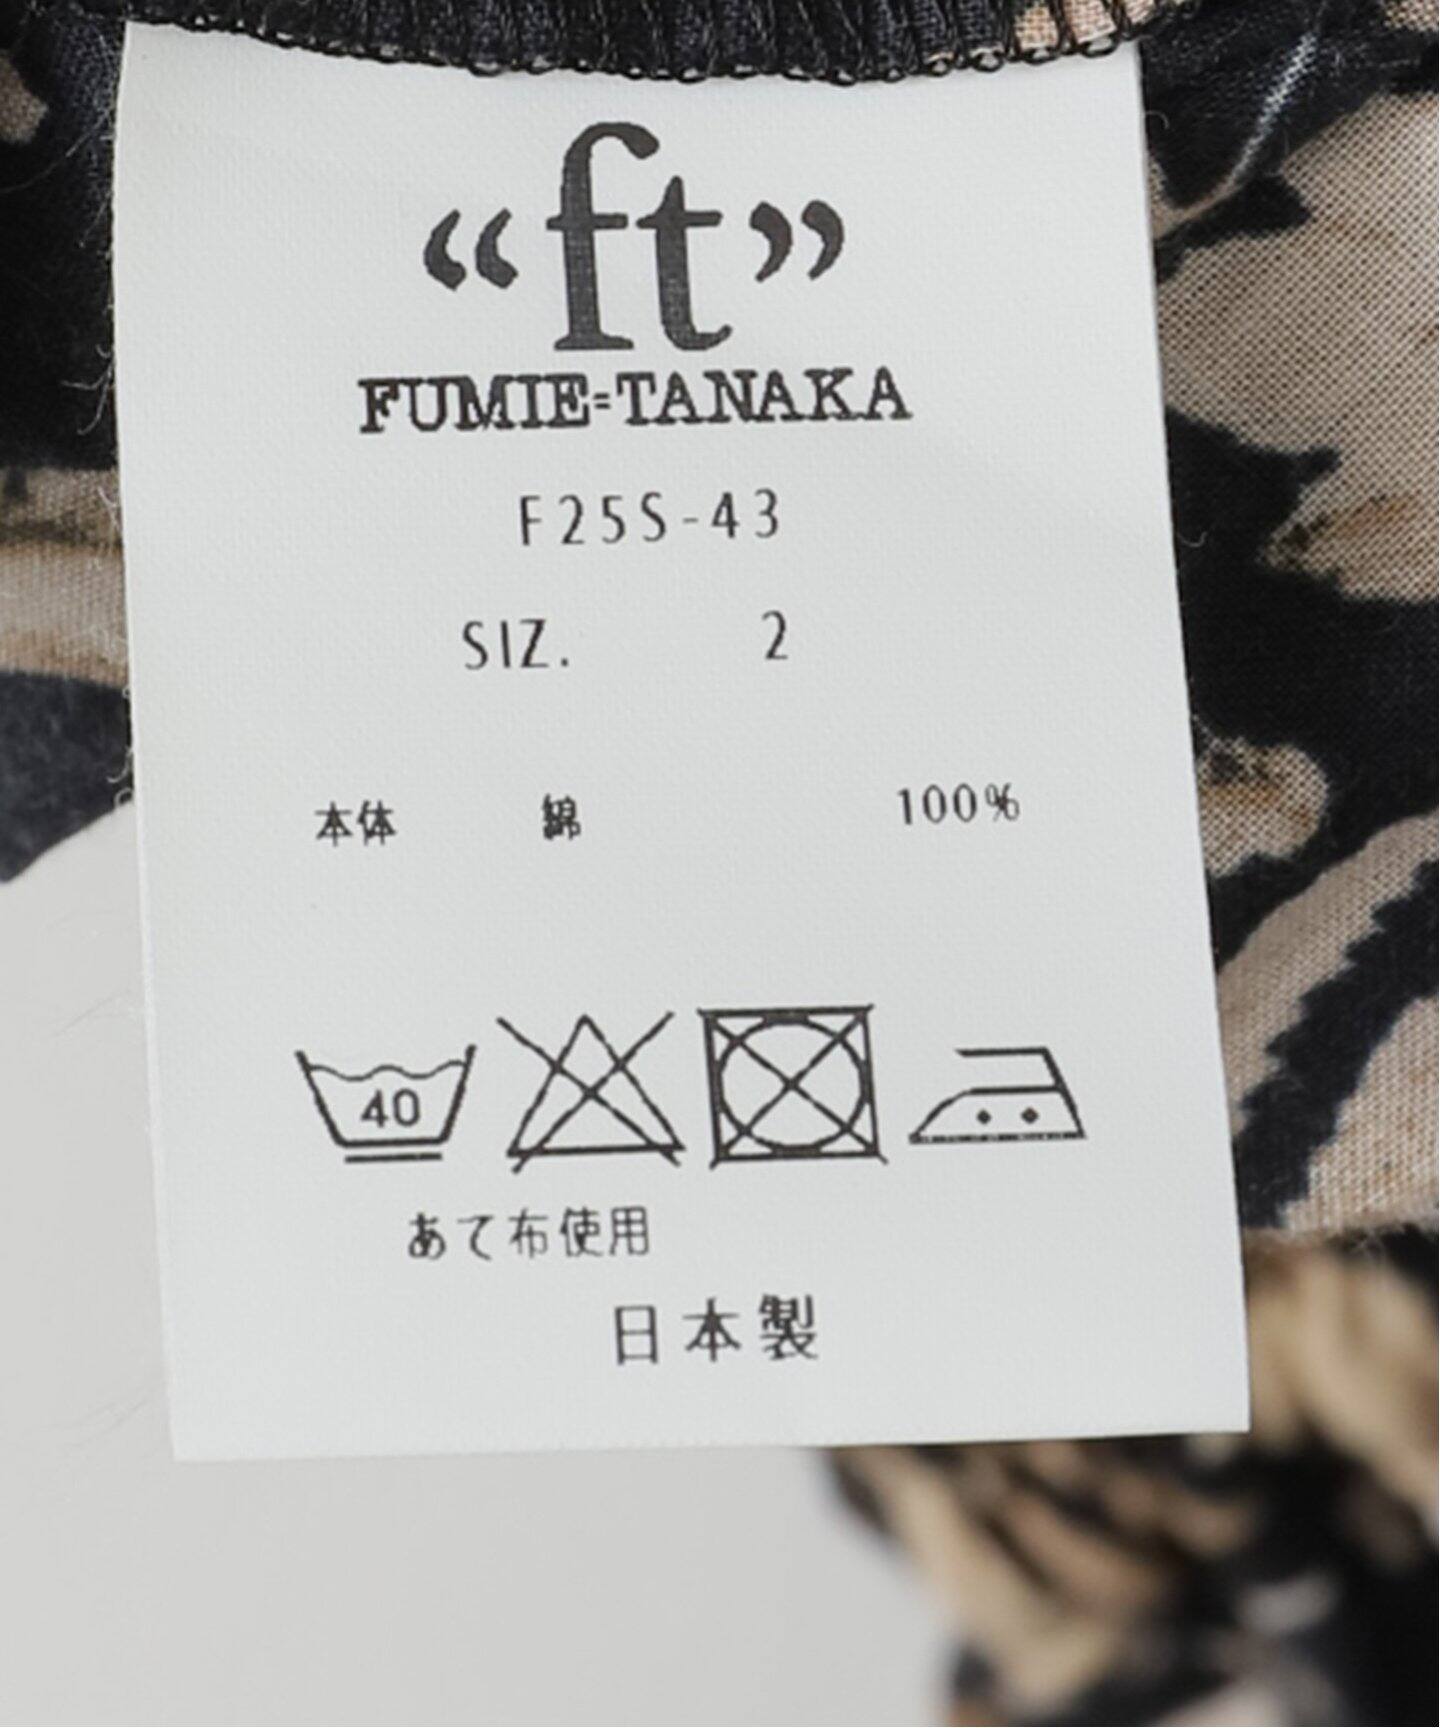 “ft”
FUMIE=TANAKA
F25S-43
SIZ. 2
本体 綿 100%
40
あて布使用
日本製